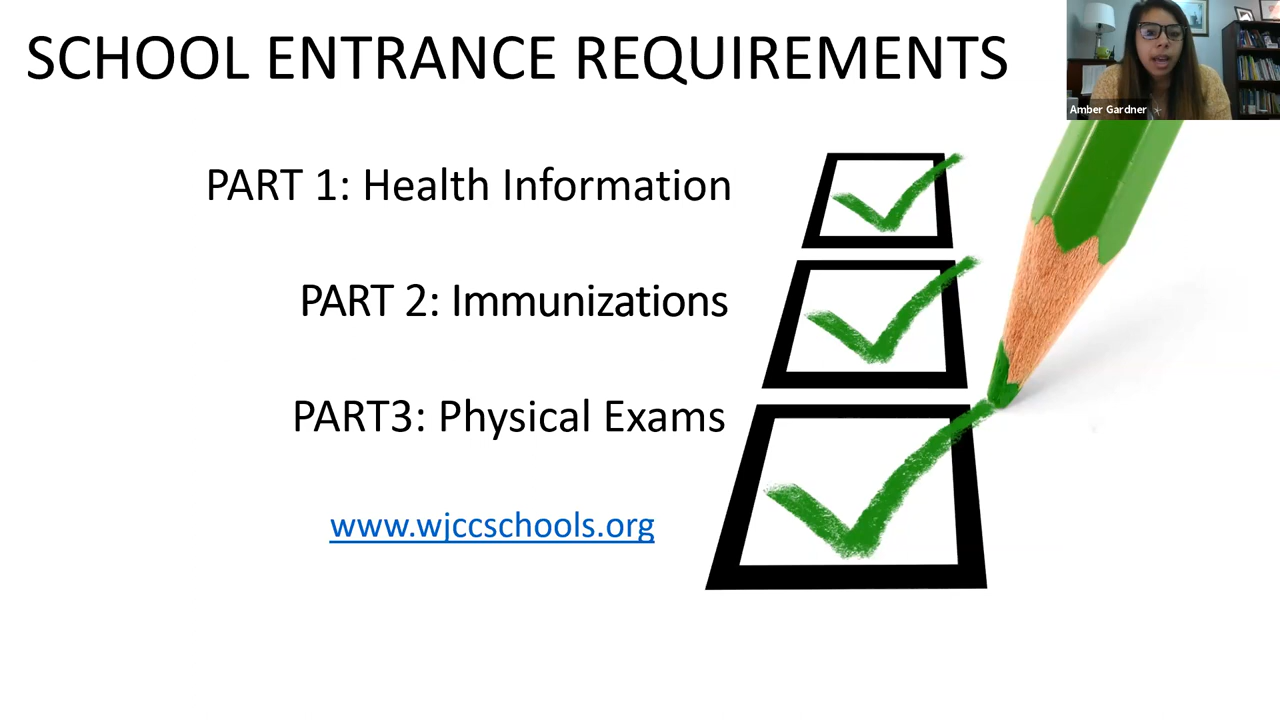 SCHOOL ENTRANCE REQUIREMENTS
Amber Gardner
PART 1: Health Information
PART 2: Immunizations
PART3: Physical Exams
www.wjccschools.org